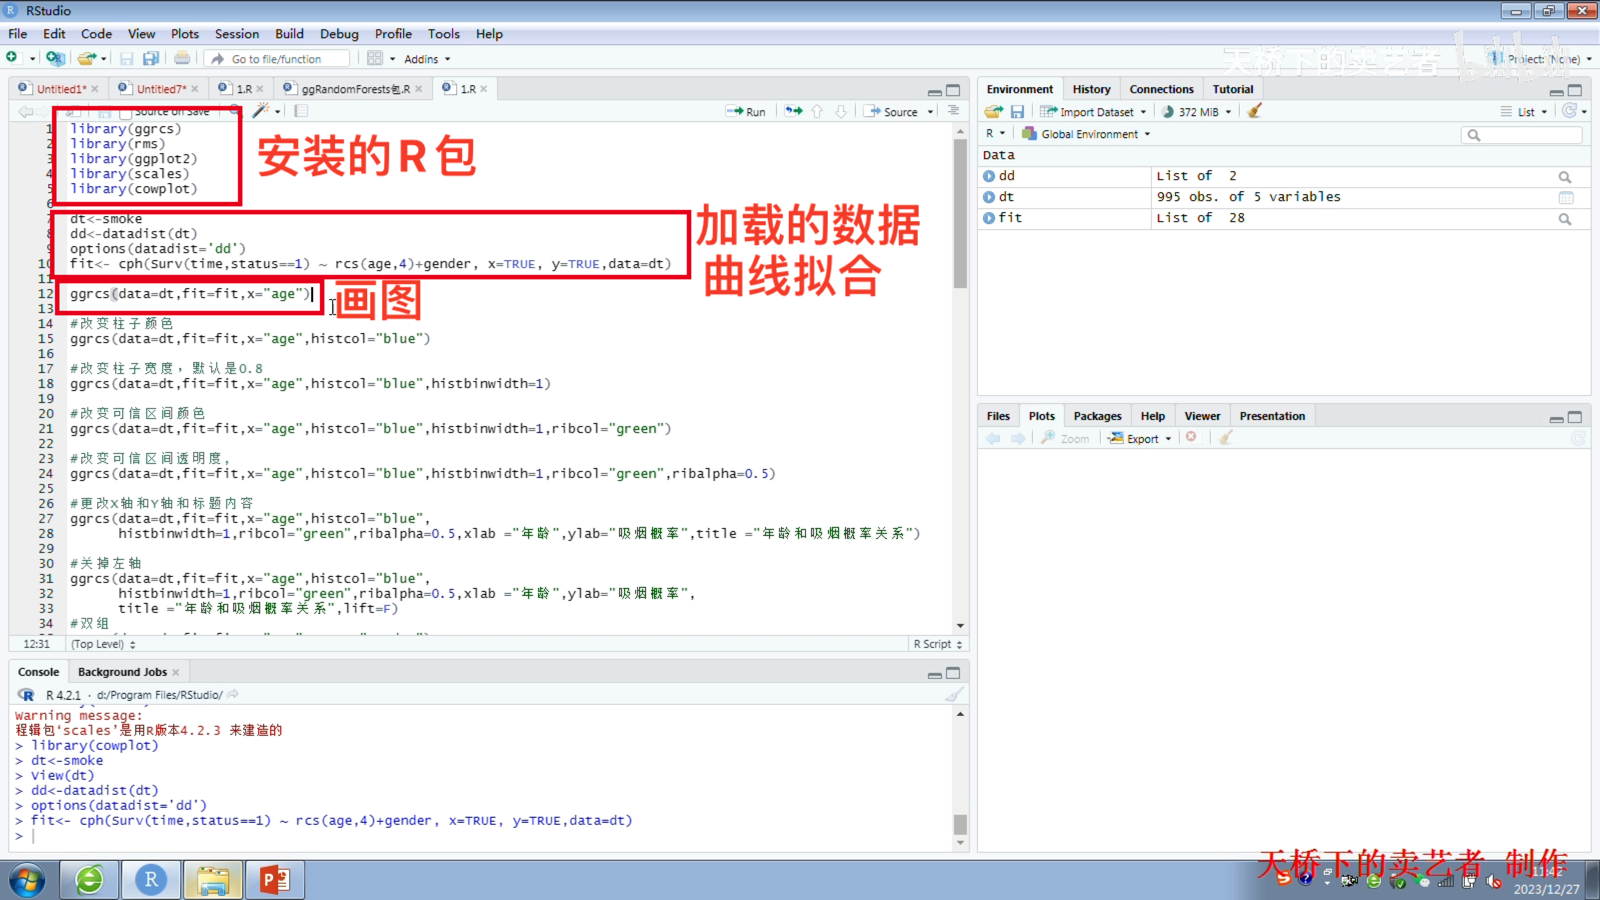 RStudio
File Edit Code View Plots Session Build Debug Profile Tools Help
Go to file/function Addins
天桥下的卖艺者 bilibili
Project: (None)
Untitled1* Untitled7* 1.R ggRandomForests包.R 1.R
Source on Save Run Source
1 library(ggrcs)
2 library(rms)
3 library(ggplot2)
4 library(scales)
5 library(cowplot)
安装的R包
6
7 dt<-smoke
8 dd<-datadist(dt)
9 options(datadist='dd')
10 fit<- cph(Surv(time,status==1) ~ rcs(age,4)+gender, x=TRUE, y=TRUE,data=dt)
加载的数据
曲线拟合
11
12 ggrcs(data=dt,fit=fit,x="age")
画图
13
14 #改变柱子颜色
15 ggrcs(data=dt,fit=fit,x="age",histcol="blue")
16
17 #改变柱子宽度，默认是0.8
18 ggrcs(data=dt,fit=fit,x="age",histcol="blue",histbinwidth=1)
19
20 #改变可信区间颜色
21 ggrcs(data=dt,fit=fit,x="age",histcol="blue",histbinwidth=1,ribcol="green")
22
23 #改变可信区间透明度，
24 ggrcs(data=dt,fit=fit,x="age",histcol="blue",histbinwidth=1,ribcol="green",ribalpha=0.5)
25
26 #更改X轴和Y轴和标题内容
27 ggrcs(data=dt,fit=fit,x="age",histcol="blue",
28 histbinwidth=1,ribcol="green",ribalpha=0.5,xlab ="年龄",ylab="吸烟概率",title ="年龄和吸烟概率关系")
29
30 #关掉左轴
31 ggrcs(data=dt,fit=fit,x="age",histcol="blue",
32 histbinwidth=1,ribcol="green",ribalpha=0.5,xlab ="年龄",ylab="吸烟概率",
33 title ="年龄和吸烟概率关系",lift=F)
34 #双组
12:31 (Top Level) R Script
Console Background Jobs
R 4.2.1 · d:/Program Files/RStudio/
Warning message:
程辑包‘scales’是用R版本4.2.3 来建造的
> library(cowplot)
> dt<-smoke
> View(dt)
> dd<-datadist(dt)
> options(datadist='dd')
> fit<- cph(Surv(time,status==1) ~ rcs(age,4)+gender, x=TRUE, y=TRUE,data=dt)
>
Environment History Connections Tutorial
Import Dataset 372 MiB List
R Global Environment
Data
dd List of 2
dt 995 obs. of 5 variables
fit List of 28
Files Plots Packages Help Viewer Presentation
Zoom Export
天桥下的卖艺者 制作
11:42
2023/12/27